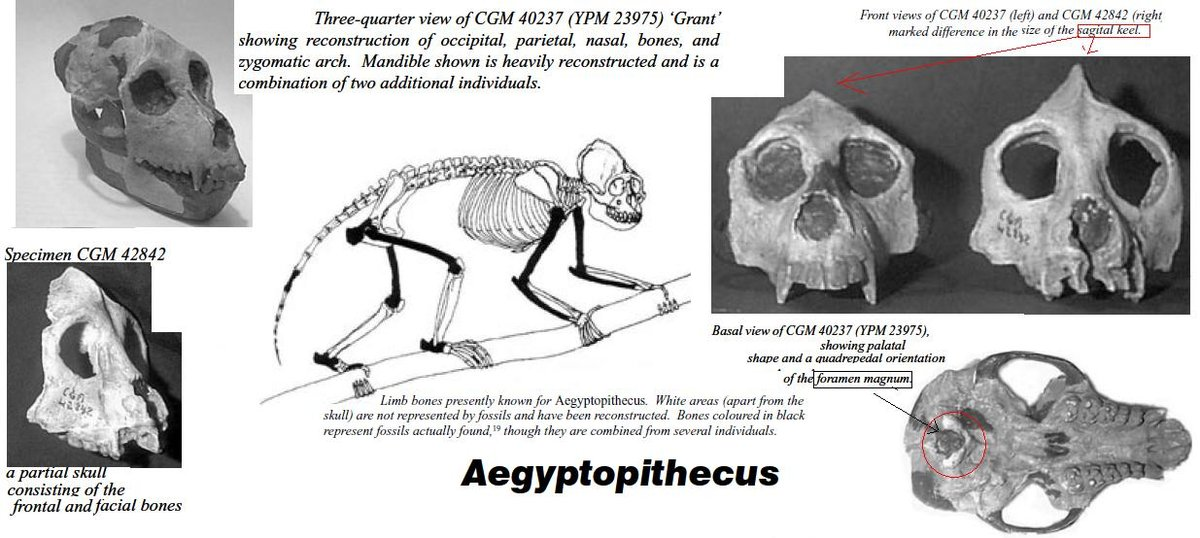 Three-quarter view of CGM 40237 (YPM 23975) ‘Grant’
showing reconstruction of occipital, parietal, nasal, bones, and
zygomatic arch. Mandible shown is heavily reconstructed and is a
combination of two additional individuals.
Front views of CGM 40237 (left) and CGM 42842 (right
marked difference in the size of the sagital keel.
Specimen CGM 42842
CGM
42842
a partial skull
consisting of the
frontal and facial bones
CGM
42842
Limb bones presently known for Aegyptopithecus. White areas (apart from the
skull) are not represented by fossils and have been reconstructed. Bones coloured in black
represent fossils actually found,¹⁹ though they are combined from several individuals.
Aegyptopithecus
Basal view of CGM 40237 (YPM 23975),
showing palatal
shape and a quadrepedal orientation
of the foramen magnum.